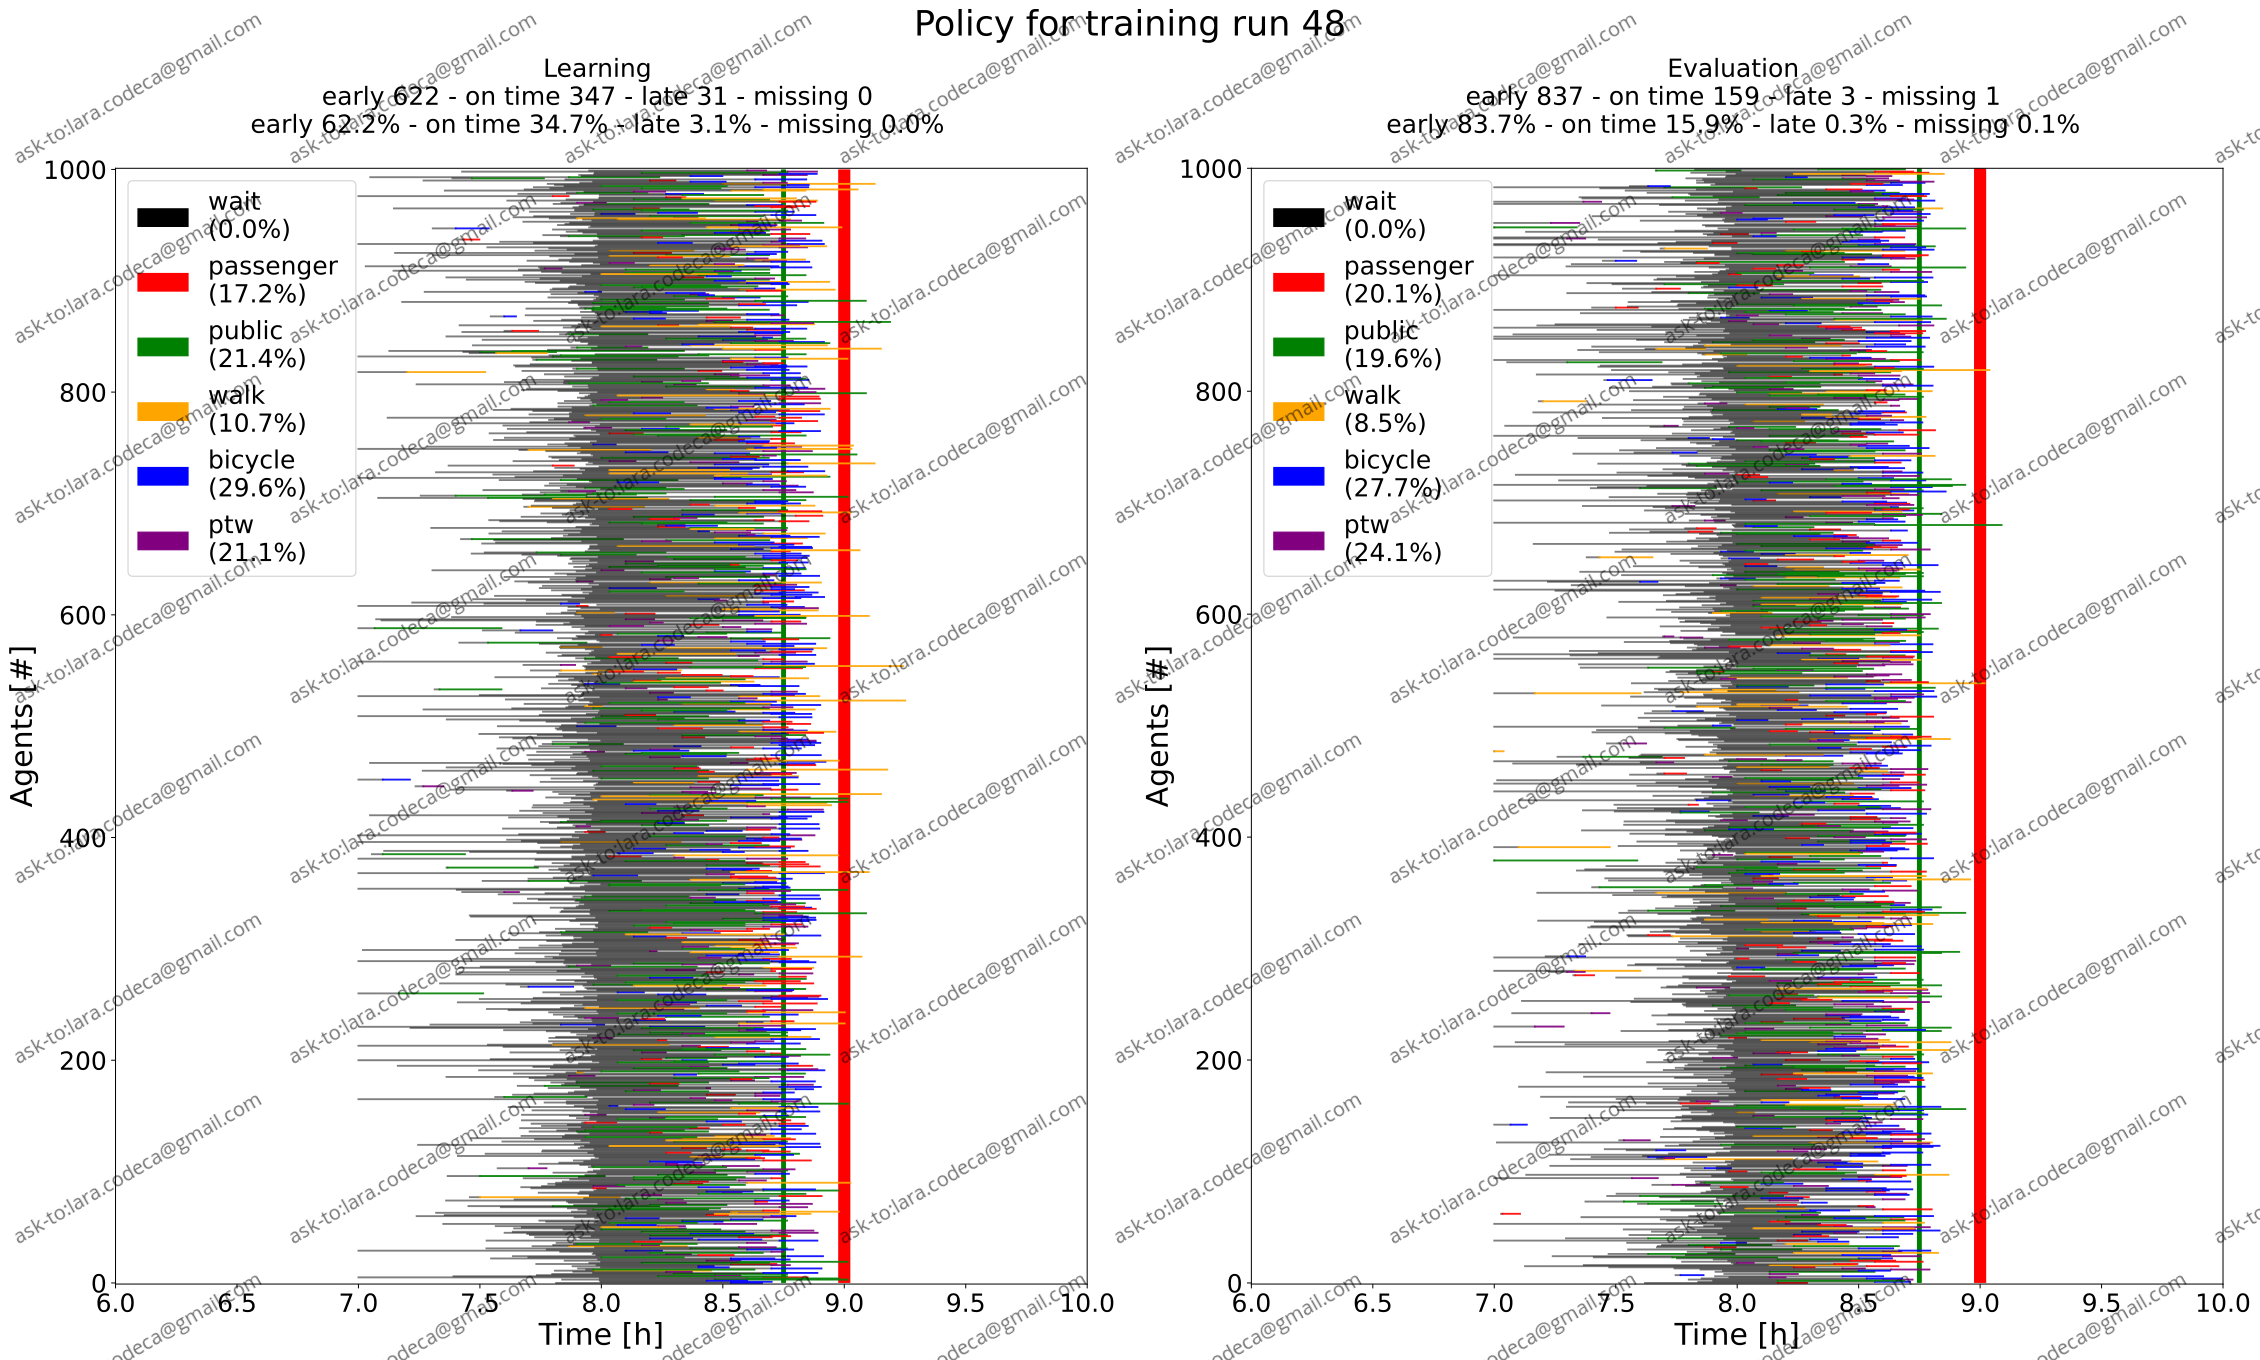 Policy for training run 48
Learning
early 622 - on time 347 - late 31 - missing 0
early 62.2% - on time 34.7% - late 3.1% - missing 0.0%
1000
800
600
400
200
0
Agents [#]
wait
(0.0%)
passenger
(17.2%)
public
(21.4%)
walk
(10.7%)
bicycle
(29.6%)
ptw
(21.1%)
6.0 6.5 7.0 7.5 8.0 8.5 9.0 9.5 10.0
Time [h]
Evaluation
early 837 - on time 159 - late 3 - missing 1
early 83.7% - on time 15.9% - late 0.3% - missing 0.1%
1000
800
600
400
200
0
Agents [#]
wait
(0.0%)
passenger
(20.1%)
public
(19.6%)
walk
(8.5%)
bicycle
(27.7%)
ptw
(24.1%)
6.0 6.5 7.0 7.5 8.0 8.5 9.0 9.5 10.0
Time [h]
ask-to:lara.codeca@gmail.com